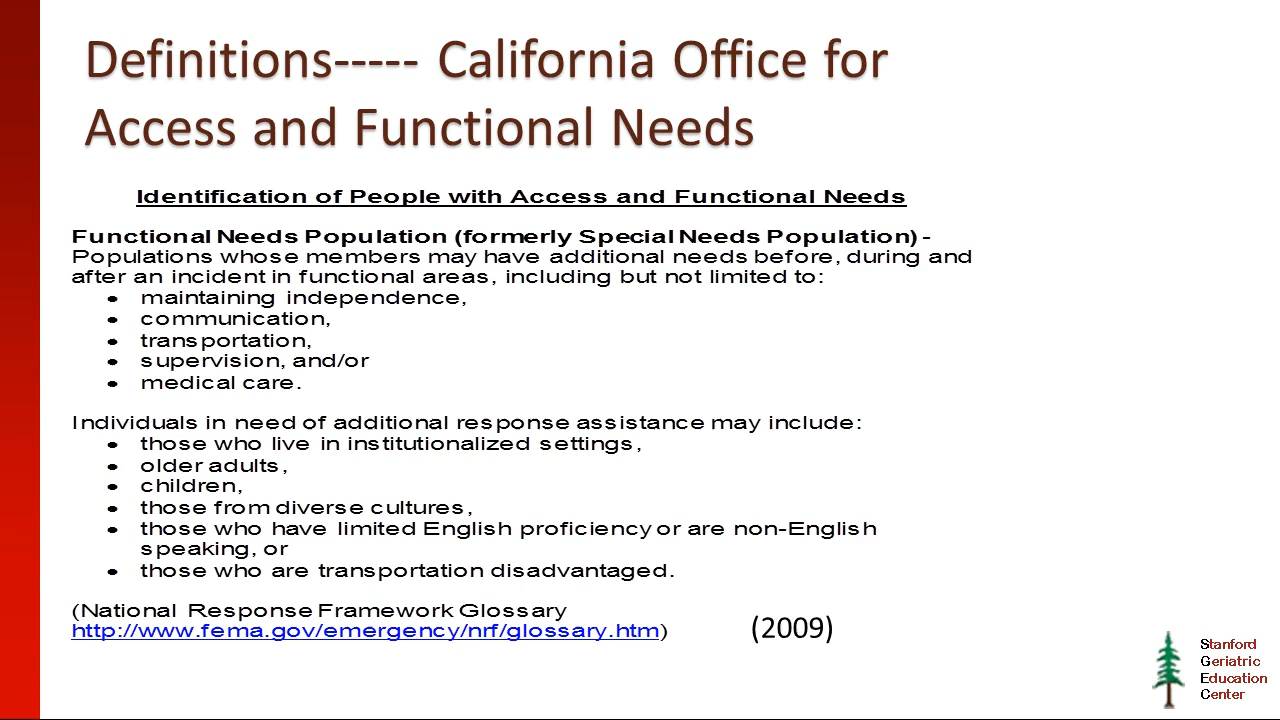 Definitions----- California Office for
Access and Functional Needs
Identification of People with Access and Functional Needs
Functional Needs Population (formerly Special Needs Population) -
Populations whose members may have additional needs before, during and
after an incident in functional areas, including but not limited to:
• maintaining independence,
• communication,
• transportation,
• supervision, and/or
• medical care.
Individuals in need of additional response assistance may include:
• those who live in institutionalized settings,
• older adults,
• children,
• those from diverse cultures,
• those who have limited English proficiency or are non-English
speaking, or
• those who are transportation disadvantaged.
(National Response Framework Glossary
http://www.fema.gov/emergency/nrf/glossary.htm) (2009)
Stanford
Geriatric
Education
Center